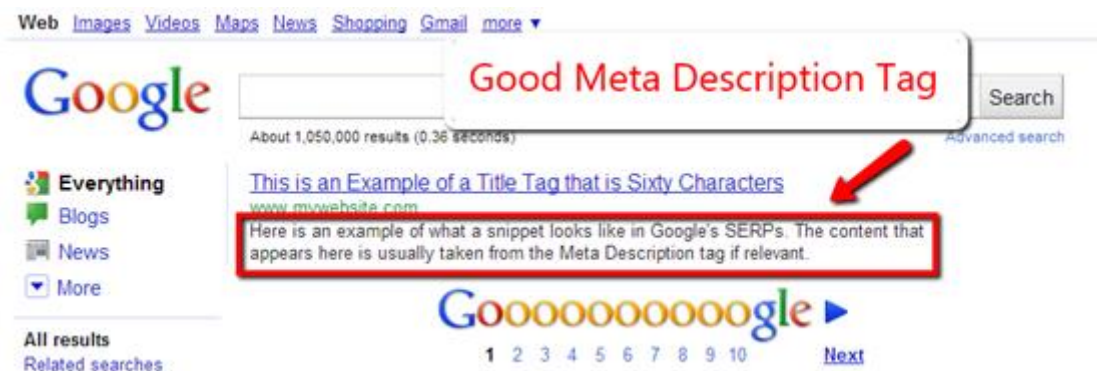 Web Images Videos Maps News Shopping Gmail more ▼
Good Meta Description Tag
Google
Search
About 1,050,000 results (0.36 seconds)
Advanced search
Everything
Blogs
News
More
All results
Related searches
This is an Example of a Title Tag that is Sixty Characters
www.mywebsite.com
Here is an example of what a snippet looks like in Google's SERPs. The content that
appears here is usually taken from the Meta Description tag if relevant.
Goooooooooogle
1 2 3 4 5 6 7 8 9 10 Next